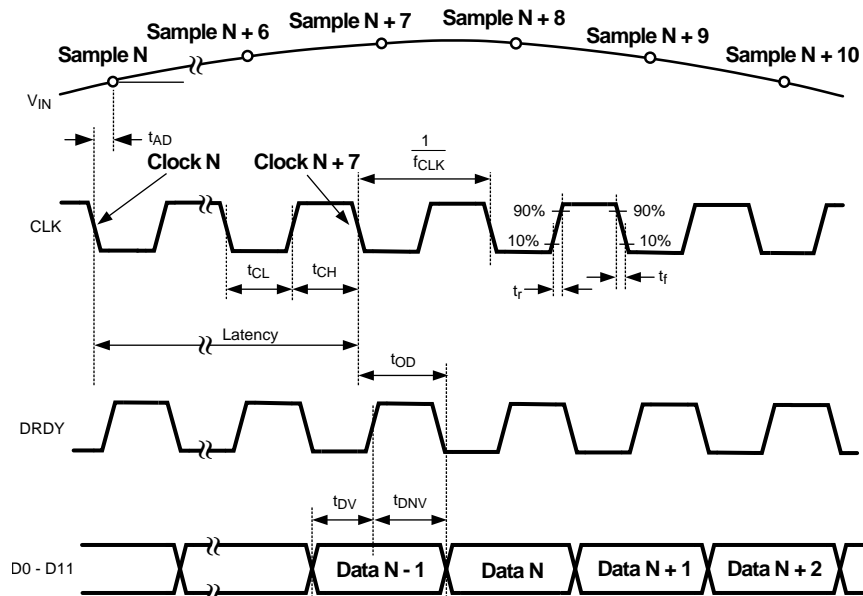 Sample N
Sample N + 6
Sample N + 7
Sample N + 8
Sample N + 9
Sample N + 10
VIN
tAD
Clock N
Clock N + 7
1
fCLK
CLK
90%
90%
10%
10%
tCL
tCH
tr
tf
Latency
tOD
DRDY
tDV
tDNV
D0 - D11
Data N - 1
Data N
Data N + 1
Data N + 2